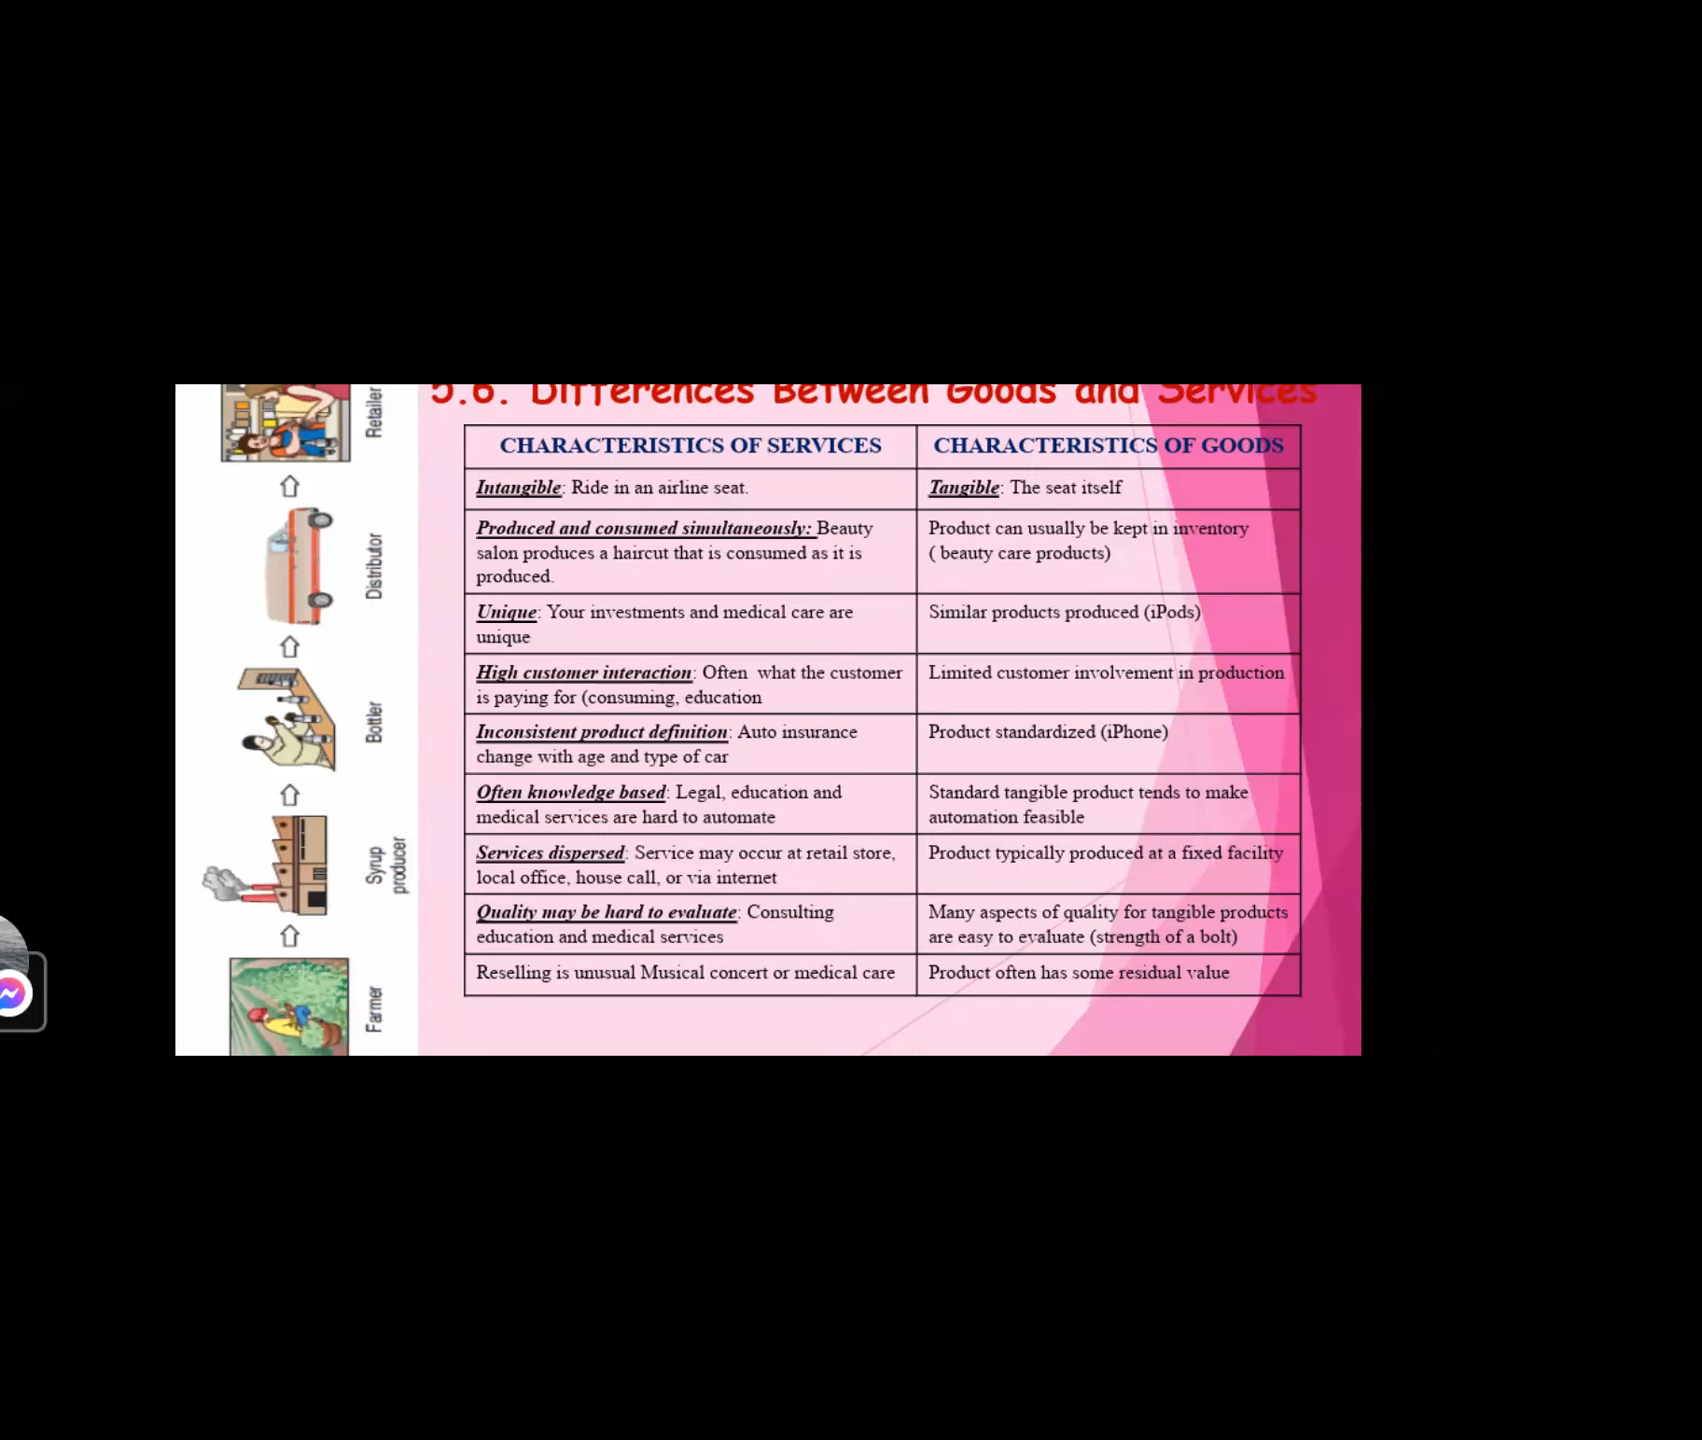 5.6. Differences Between Goods and Services
CHARACTERISTICS OF SERVICES
CHARACTERISTICS OF GOODS
Intangible: Ride in an airline seat.
Tangible: The seat itself
Produced and consumed simultaneously: Beauty
salon produces a haircut that is consumed as it is
produced.
Product can usually be kept in inventory
( beauty care products)
Unique: Your investments and medical care are
unique
Similar products produced (iPods)
High customer interaction: Often what the customer
is paying for (consuming, education
Limited customer involvement in production
Inconsistent product definition: Auto insurance
change with age and type of car
Product standardized (iPhone)
Often knowledge based: Legal, education and
medical services are hard to automate
Standard tangible product tends to make
automation feasible
Services dispersed: Service may occur at retail store,
local office, house call, or via internet
Product typically produced at a fixed facility
Quality may be hard to evaluate: Consulting
education and medical services
Many aspects of quality for tangible products
are easy to evaluate (strength of a bolt)
Reselling is unusual Musical concert or medical care
Product often has some residual value
Retailer
Distributor
Bottler
Syrup
producer
Farmer